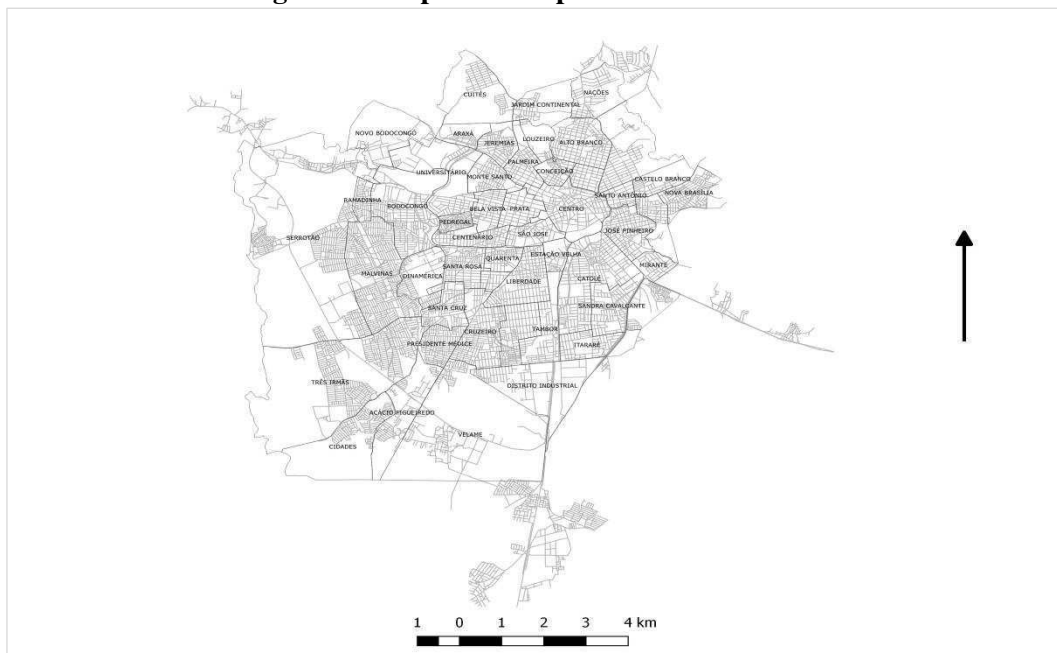 CUITÉS
NAÇÕES
JARDIM CONTINENTAL
NOVO BODOCONGÓ
ARAXÁ
JEREMIAS
LOUZEIRO
ALTO BRANCO
PALMEIRA
CONCEIÇÃO
UNIVERSITÁRIO
MONTE SANTO
CASTELO BRANCO
NOVA BRASÍLIA
SANTO ANTÔNIO
RAMADINHA
BODOCONGÓ
BELA VISTA
PRATA
CENTRO
PEDREGAL
JOSÉ PINHEIRO
SERROTÃO
CENTENÁRIO
SÃO JOSÉ
ESTAÇÃO VELHA
QUARENTA
SANTA ROSA
MIRANTE
MALVINAS
DINAMÉRICA
LIBERDADE
CATOLÉ
SANTA CRUZ
SANDRA CAVALCANTE
CRUZEIRO
TAMBOR
PRESIDENTE MÉDICE
ITARARÉ
TRÊS IRMÃS
DISTRITO INDUSTRIAL
ACÁCIO FIGUEIREDO
VELAME
CIDADES
1 0 1 2 3 4 km